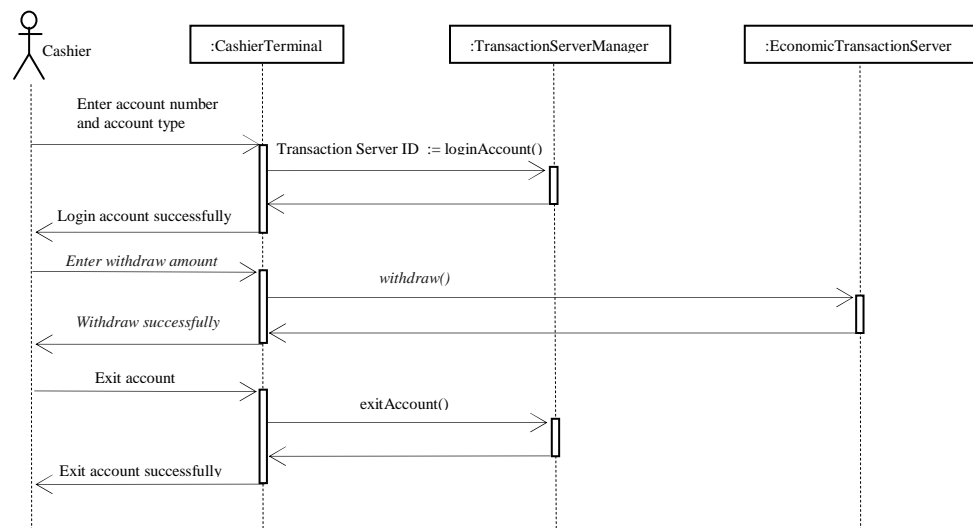 Cashier
:CashierTerminal
:TransactionServerManager
:EconomicTransactionServer
Enter account number
and account type
Transaction Server ID := loginAccount()
Login account successfully
Enter withdraw amount
withdraw()
Withdraw successfully
Exit account
exitAccount()
Exit account successfully